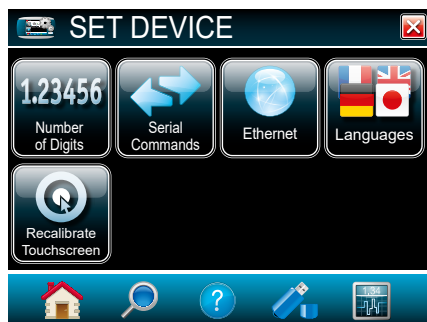 SET DEVICE
1.23456
Number
of Digits
Serial
Commands
Ethernet
Languages
Recalibrate
Touchscreen
?
1.34